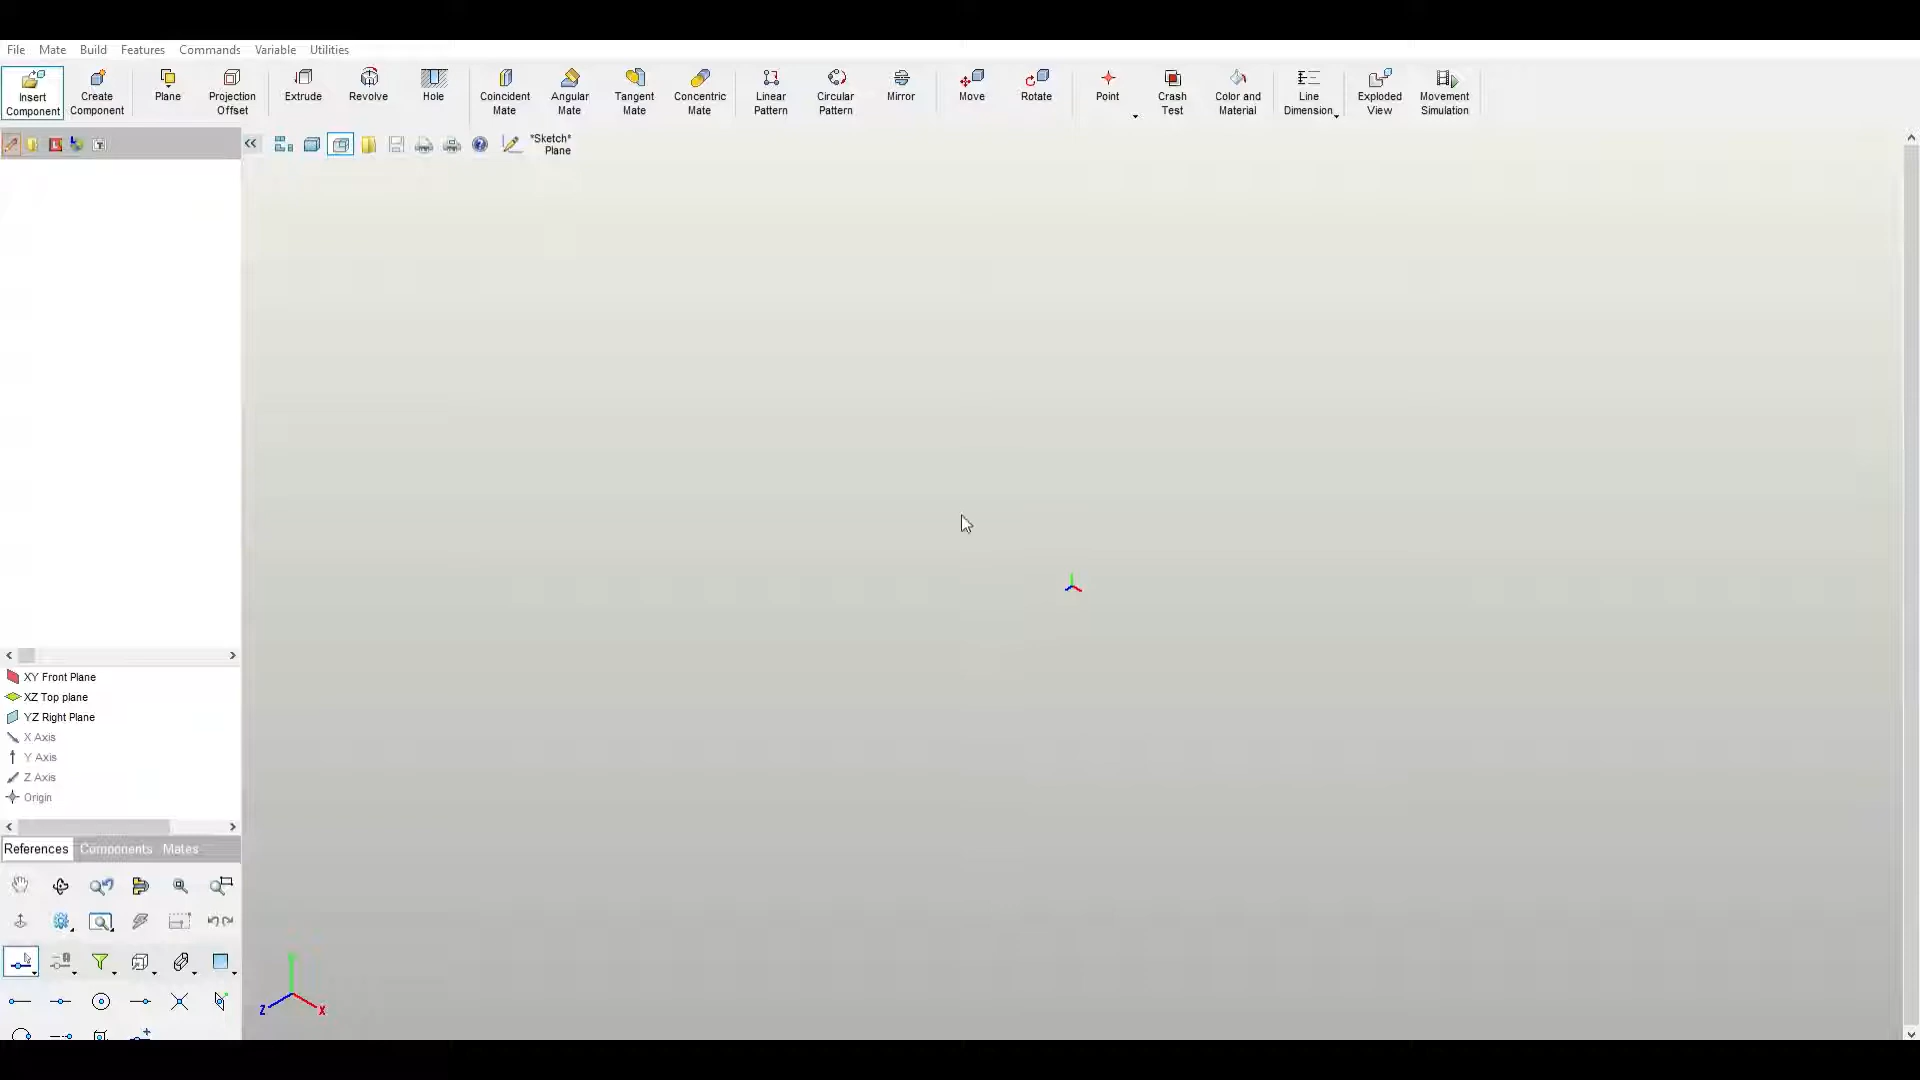 File Mate Build Features Commands Variable Utilities
Insert Component
Create Component
Plane
Projection Offset
Extrude
Revolve
Hole
Coincident Mate
Angular Mate
Tangent Mate
Concentric Mate
Linear Pattern
Circular Pattern
Mirror
Move
Rotate
Point
Crash Test
Color and Material
Line Dimension
Exploded View
Movement Simulation
*Sketch*
Plane
XY Front Plane
XZ Top plane
YZ Right Plane
X Axis
Y Axis
Z Axis
Origin
References Components Mates
Z X